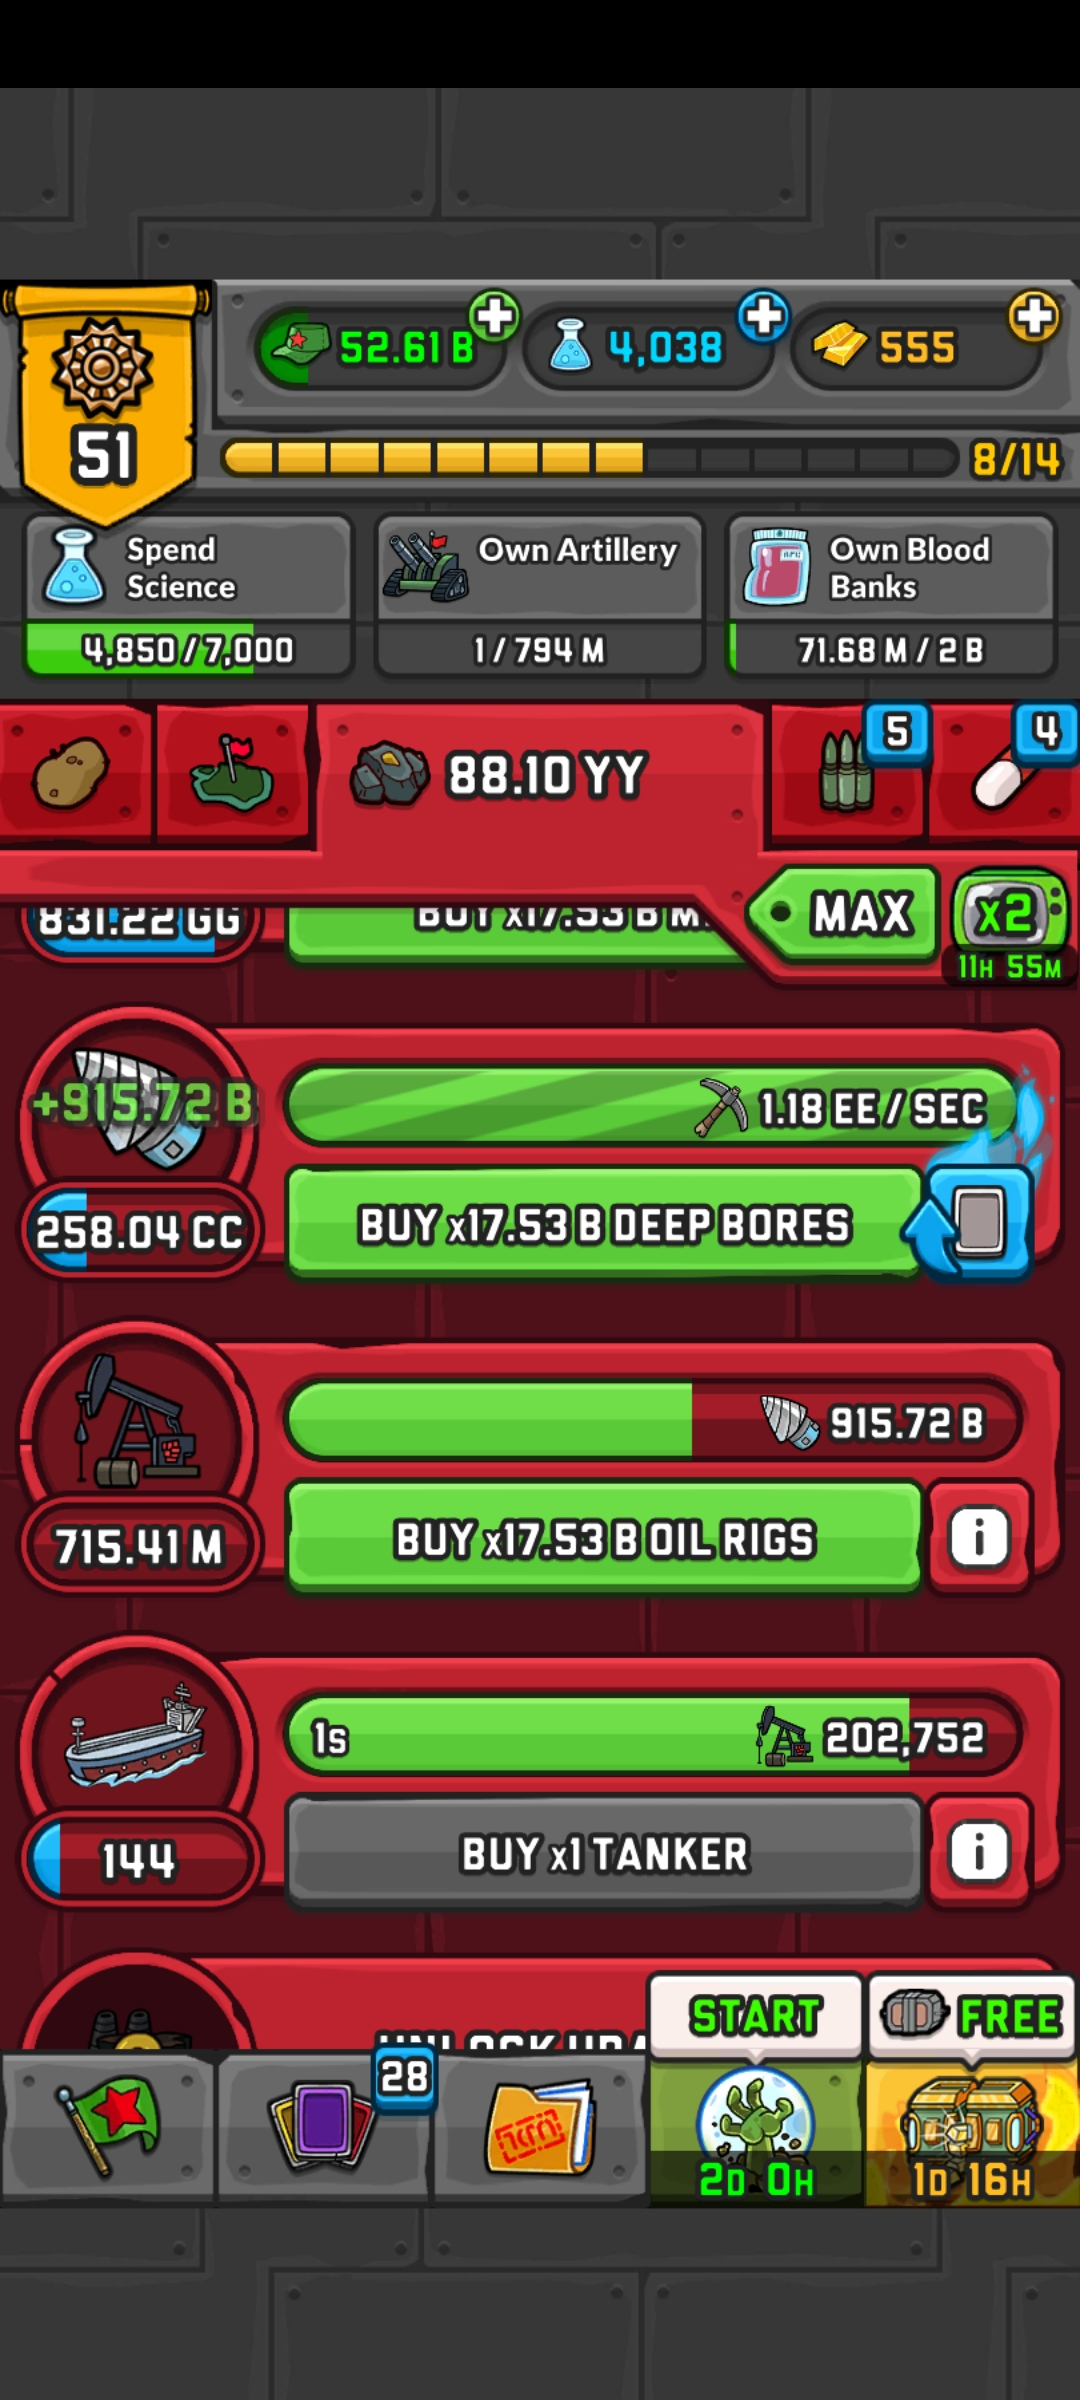 52.61 B
4,038
555
51
8/14
Spend
Science
Own Artillery
Own Blood
Banks
4,850/7,000
1/794 M
71.68 M/2 B
88.10 YY
5
4
MAX
x2
11H 55M
831.22 GG
BUY x17.53 B M
+915.72 B
1.18 EE/SEC
258.04 CC
BUY x17.53 B DEEP BORES
915.72 B
715.41 M
BUY x17.53 B OIL RIGS
i
1s
202,752
144
BUY x1 TANKER
i
START
FREE
28
2D 0H
1D 16H